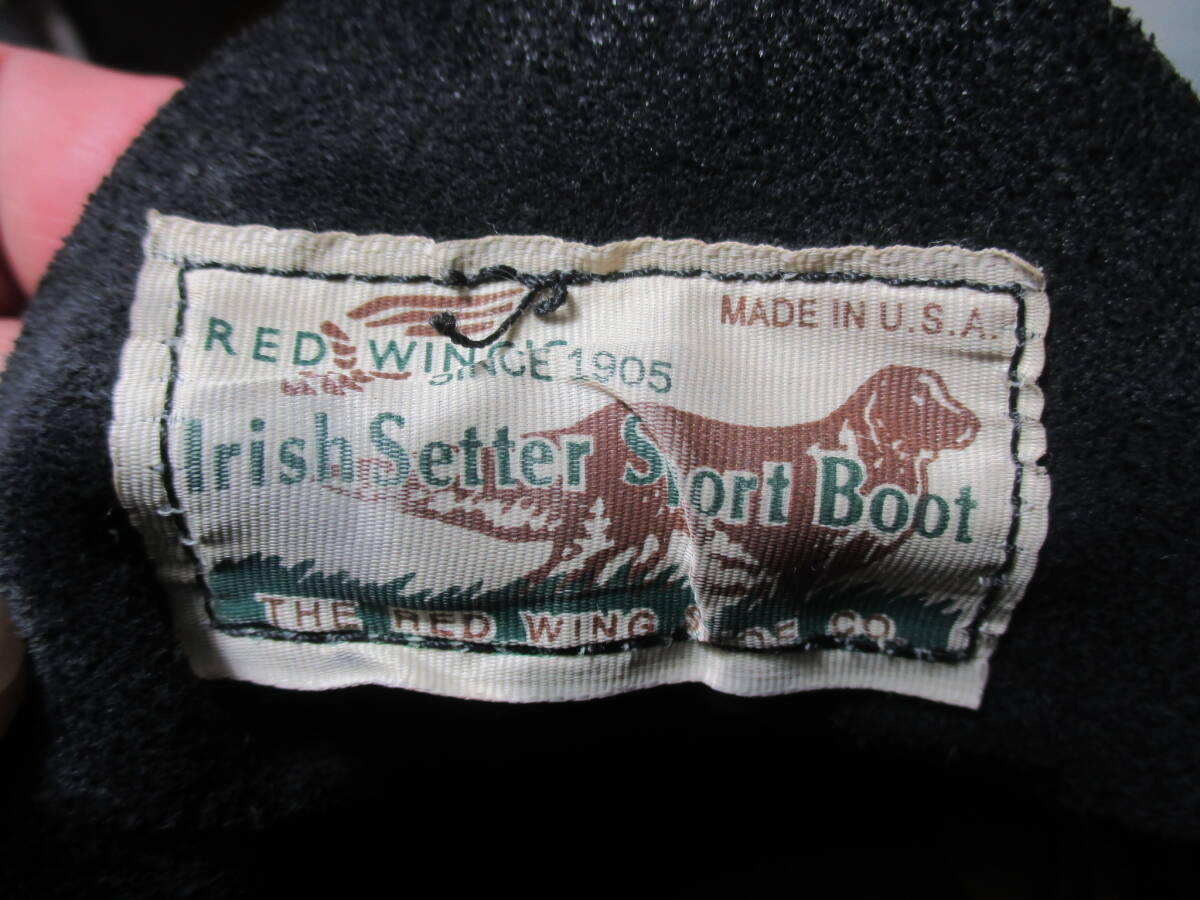 MADE IN U.S.A.
RED WING
SINCE 1905
Irish Setter Sport Boot
THE RED WING SHOE CO